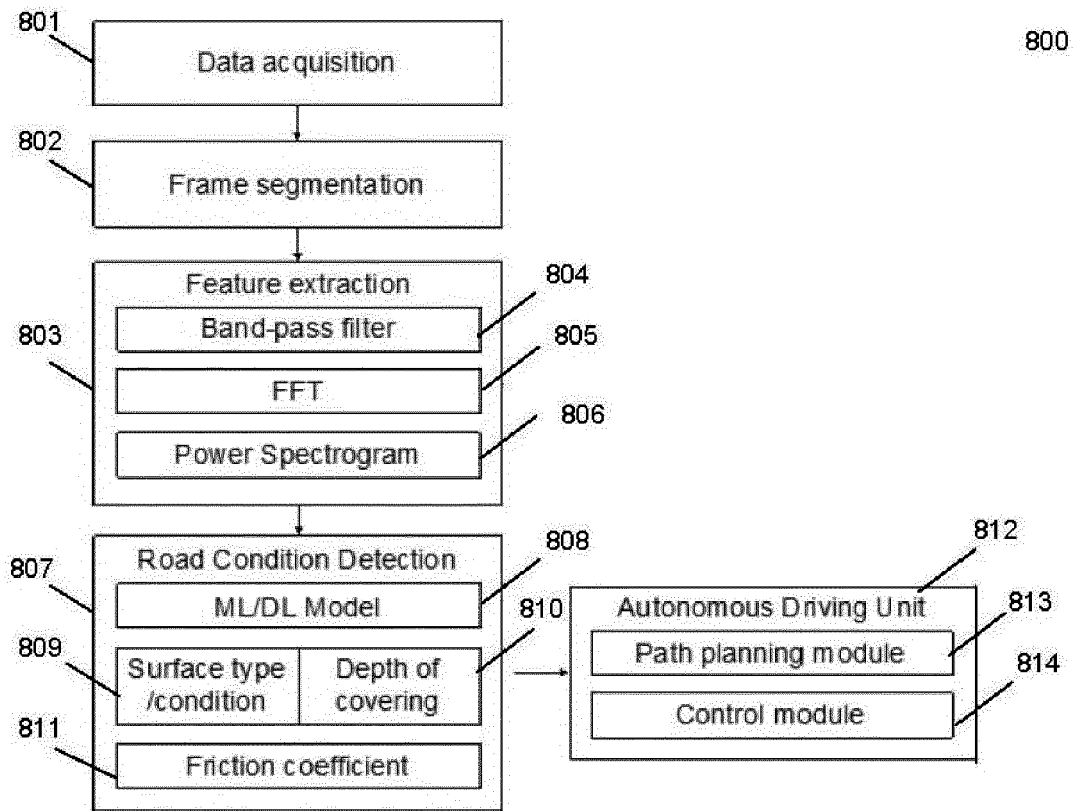 801
Data acquisition
800
802
Frame segmentation
803
Feature extraction
804
Band-pass filter
805
FFT
806
Power Spectrogram
807
Road Condition Detection
808
ML/DL Model
809
Surface type
/condition
810
Depth of
covering
811
Friction coefficient
812
Autonomous Driving Unit
813
Path planning module
814
Control module